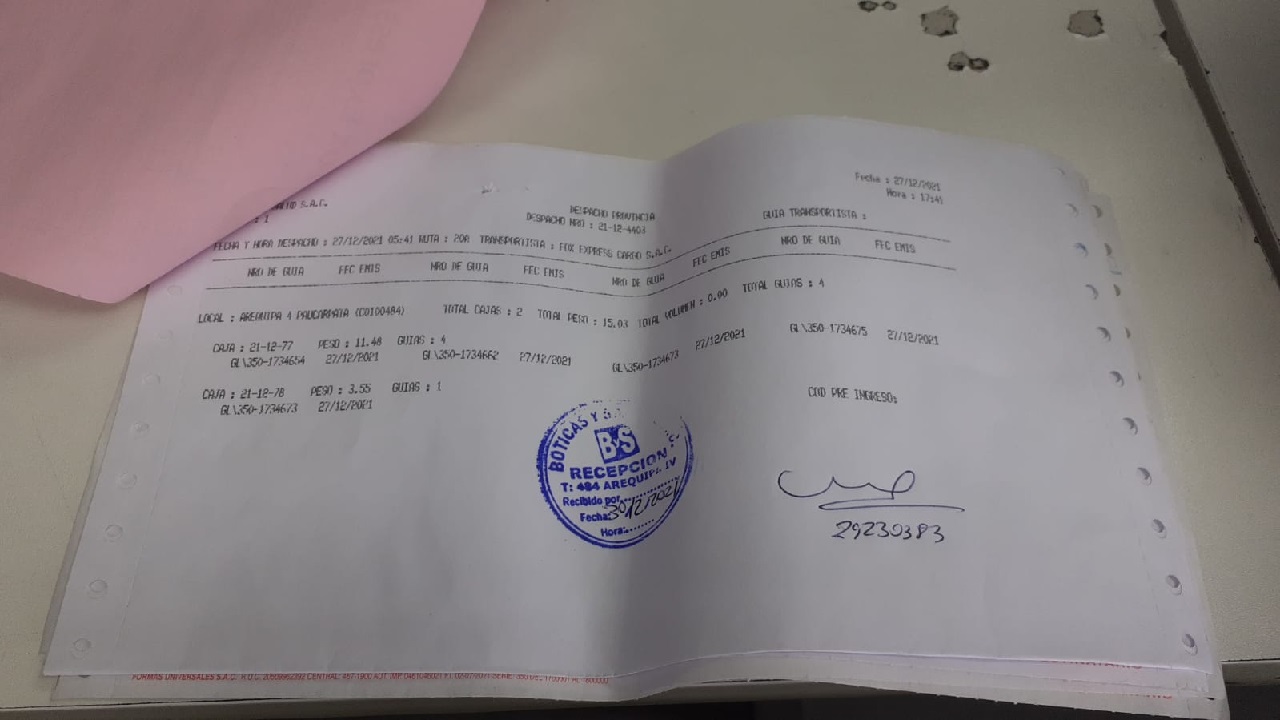 S.A.C.
: 1
Fecha : 27/12/2021
Hora : 17:41
DESPACHO PROVINCIA
DESPACHO NRO : 21-12-4403
GUIA TRANSPORTISTA :
FECHA Y HORA DESPACHO : 27/12/2021 05:41 RUTA : 20A TRANSPORTISTA : FOX EXPRESS CARGO S.A.C.
NRO DE GUIA FEC EMIS NRO DE GUIA FEC EMIS NRO DE GUIA FEC EMIS NRO DE GUIA FEC EMIS
LOCAL : AREQUIPA 4 PAUCARPATA (C0100484) TOTAL CAJAS : 2 TOTAL PESO : 15.03 TOTAL VOLUMEN : 0.00 TOTAL GUIAS : 4
CAJA : 21-12-77 PESO : 11.48 GUIAS : 4
GL\350-1734654 27/12/2021 GL\350-1734662 27/12/2021 GL\350-1734673 27/12/2021 GL\350-1734675 27/12/2021
CAJA : 21-12-78 PESO : 3.55 GUIAS : 1
GL\350-1734673 27/12/2021
COD PRE INGRESO:
BOTICAS Y
B&S
RECEPCION
T: 484 AREQUIPA IV
Recibido por
Fecha: 30/12/2021
Hora:
29230383
FORMAS UNIVERSALES S.A.C.